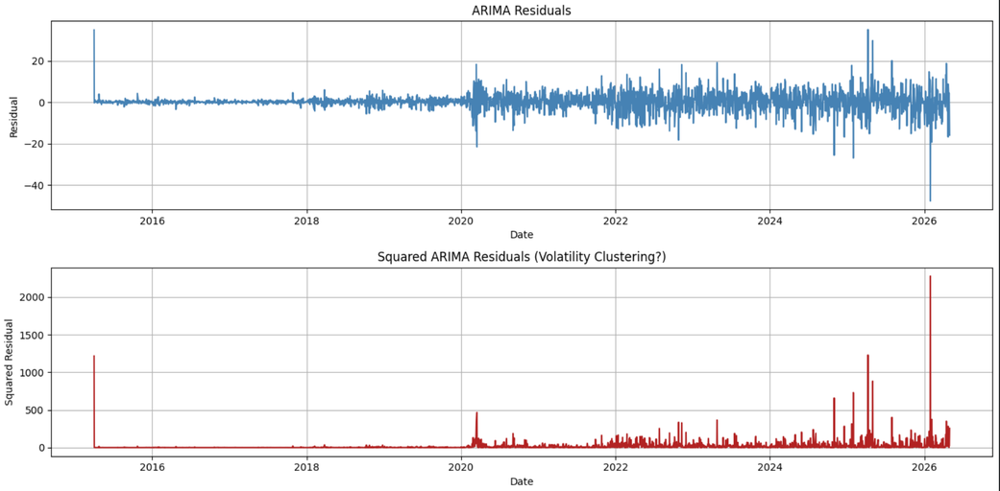 ARIMA Residuals
Residual
20
0
−20
−40
2016 2018 2020 2022 2024 2026
Date
Squared ARIMA Residuals (Volatility Clustering?)
Squared Residual
2000
1500
1000
500
0
2016 2018 2020 2022 2024 2026
Date